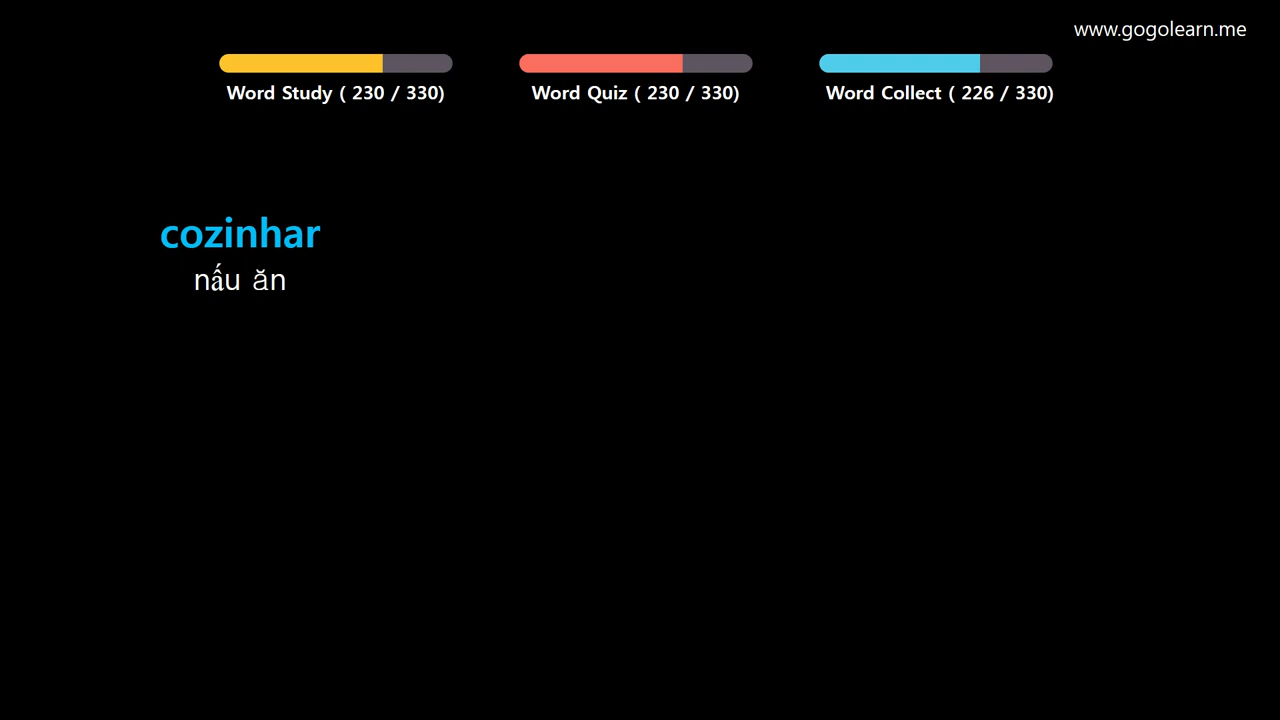 www.gogolearn.me
Word Study ( 230 / 330)
Word Quiz ( 230 / 330)
Word Collect ( 226 / 330)
cozinhar
nấu ăn